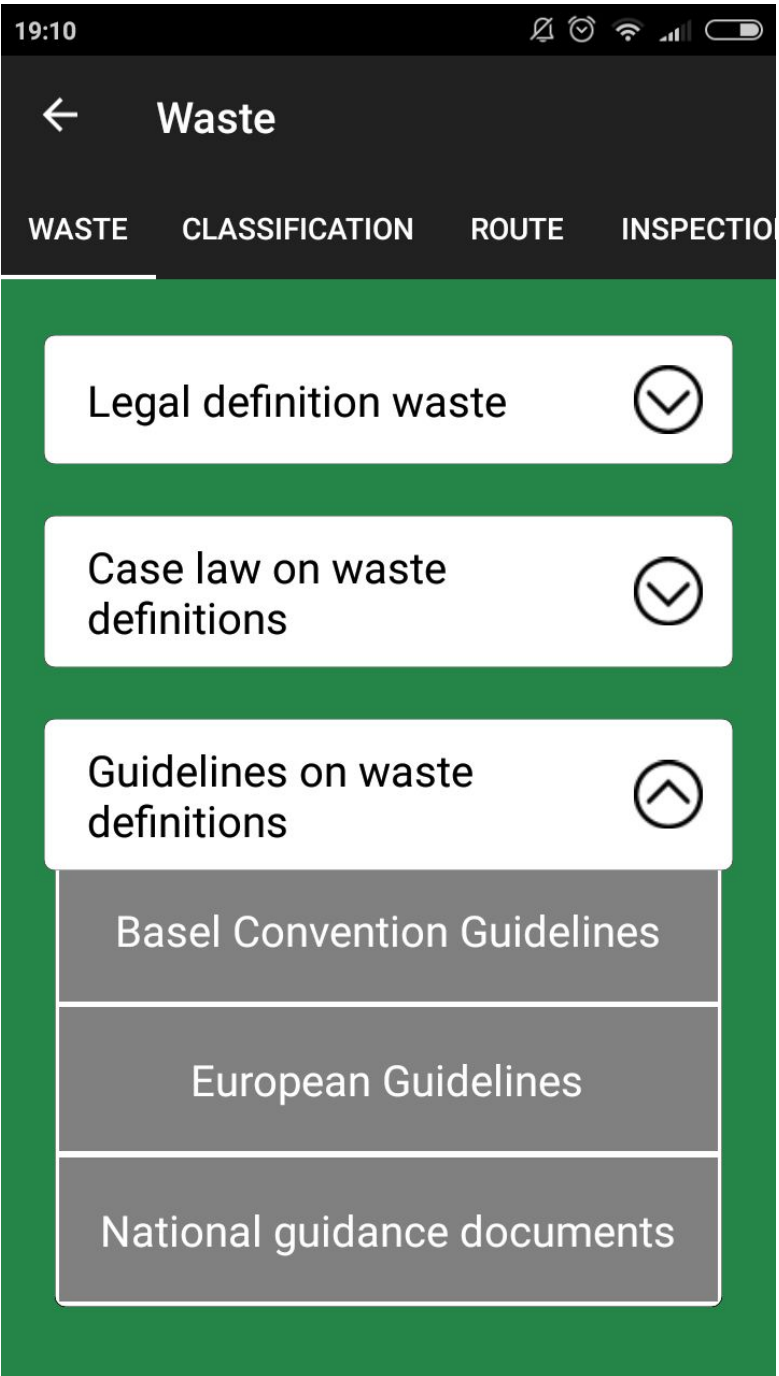 19:10
Waste
WASTE CLASSIFICATION ROUTE INSPECTIO
Legal definition waste
Case law on waste
definitions
Guidelines on waste
definitions
Basel Convention Guidelines
European Guidelines
National guidance documents